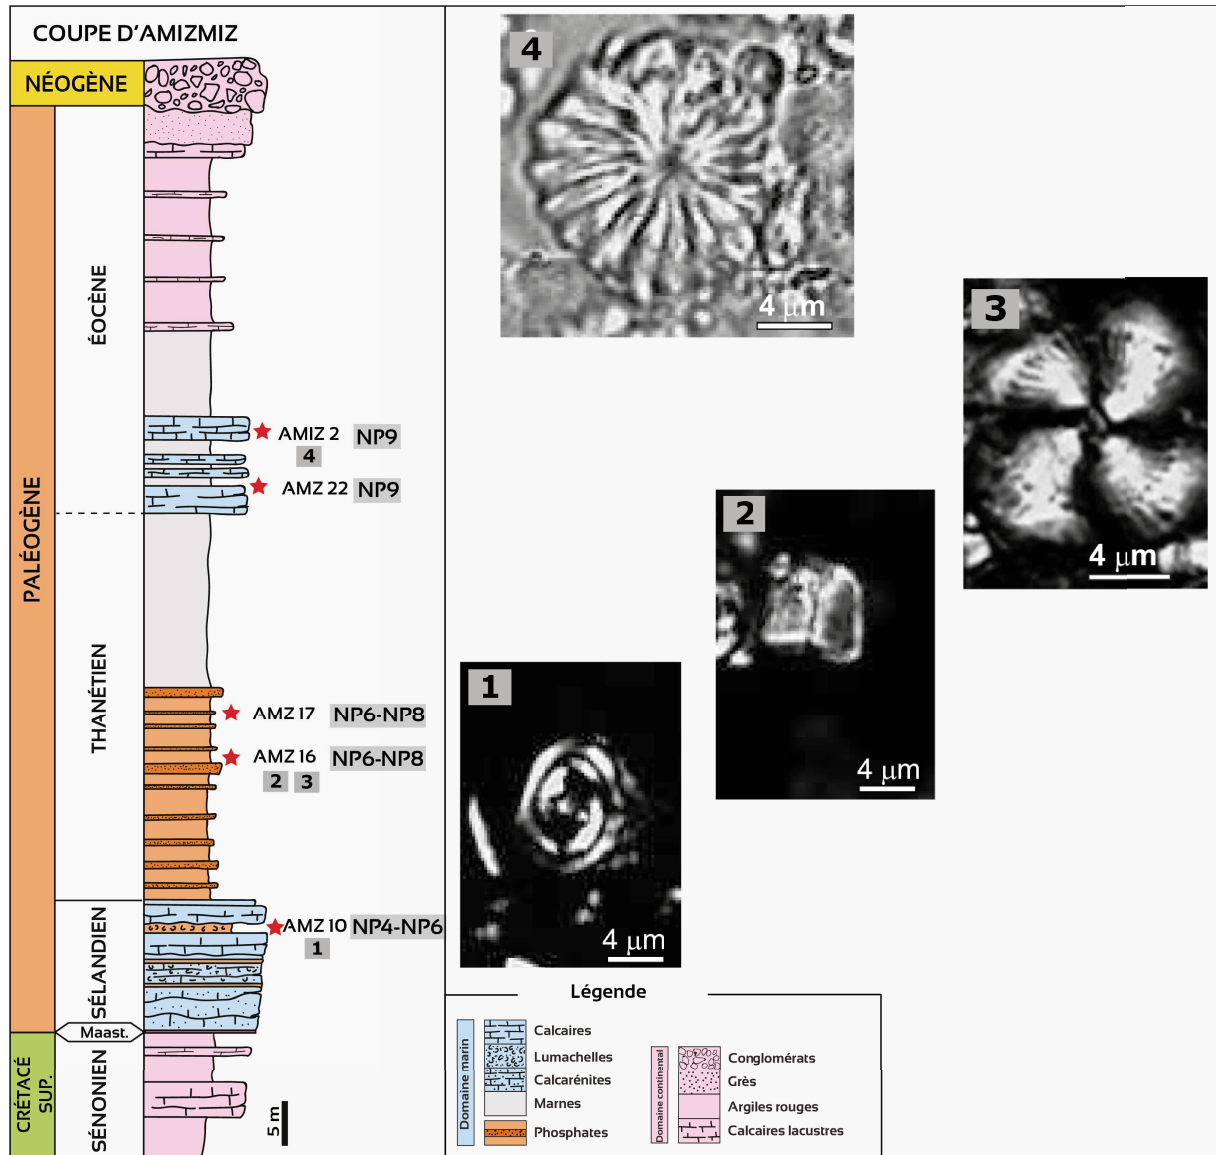 COUPE D'AMIZMIZ
NÉOGÈNE
PALÉOGÈNE
ÉOCÈNE
THANÉTIEN
SÉLANDIEN
Maast.
CRÉTACÉ
SUP.
SÉNONIEN
AMIZ 2 NP9
4
AMZ 22 NP9
AMZ 17 NP6-NP8
AMZ 16 NP6-NP8
2 3
AMZ 10 NP4-NP6
1
5 m
4
4 μm
3
4 μm
2
4 μm
1
4 μm
Légende
Domaine marin
Calcaires
Lumachelles
Calcarénites
Marnes
Phosphates
Domaine continental
Conglomérats
Grès
Argiles rouges
Calcaires lacustres